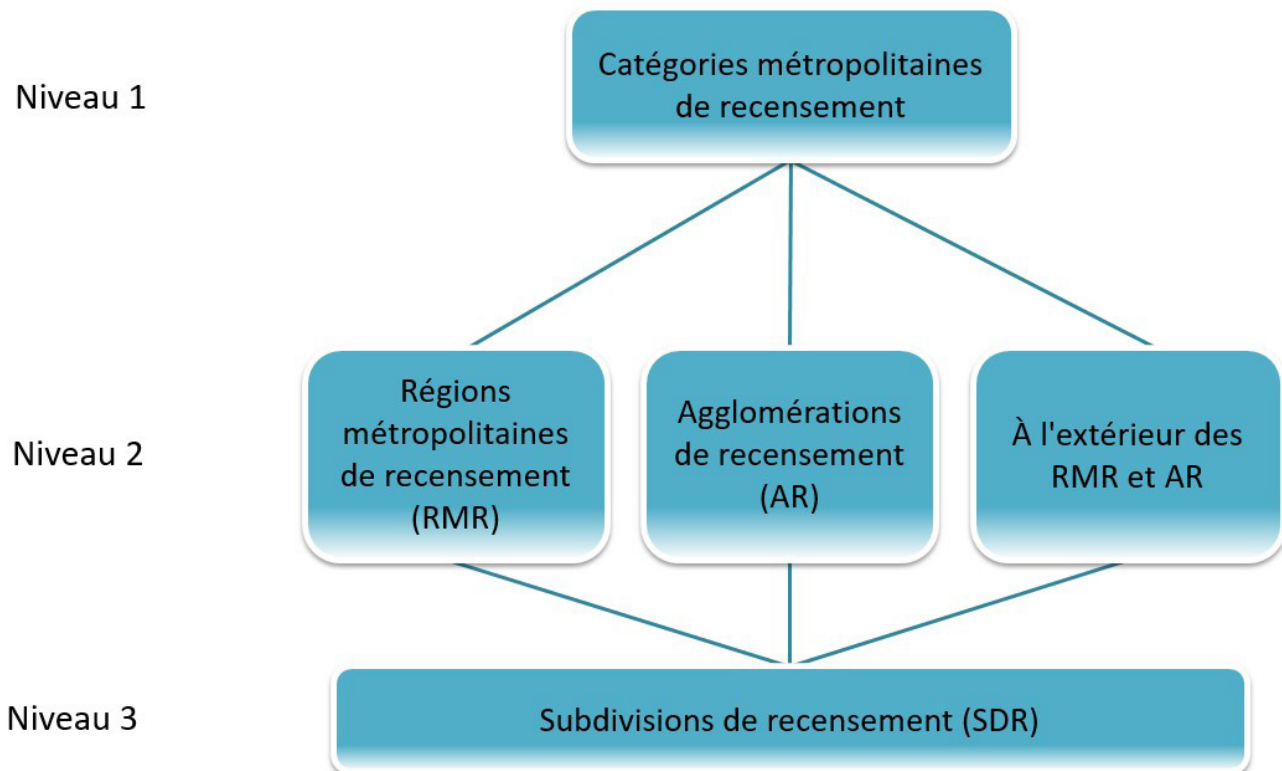 Niveau 1
Catégories métropolitaines
de recensement
Niveau 2
Régions
métropolitaines
de recensement
(RMR)
Agglomérations
de recensement
(AR)
À l'extérieur des
RMR et AR
Niveau 3
Subdivisions de recensement (SDR)